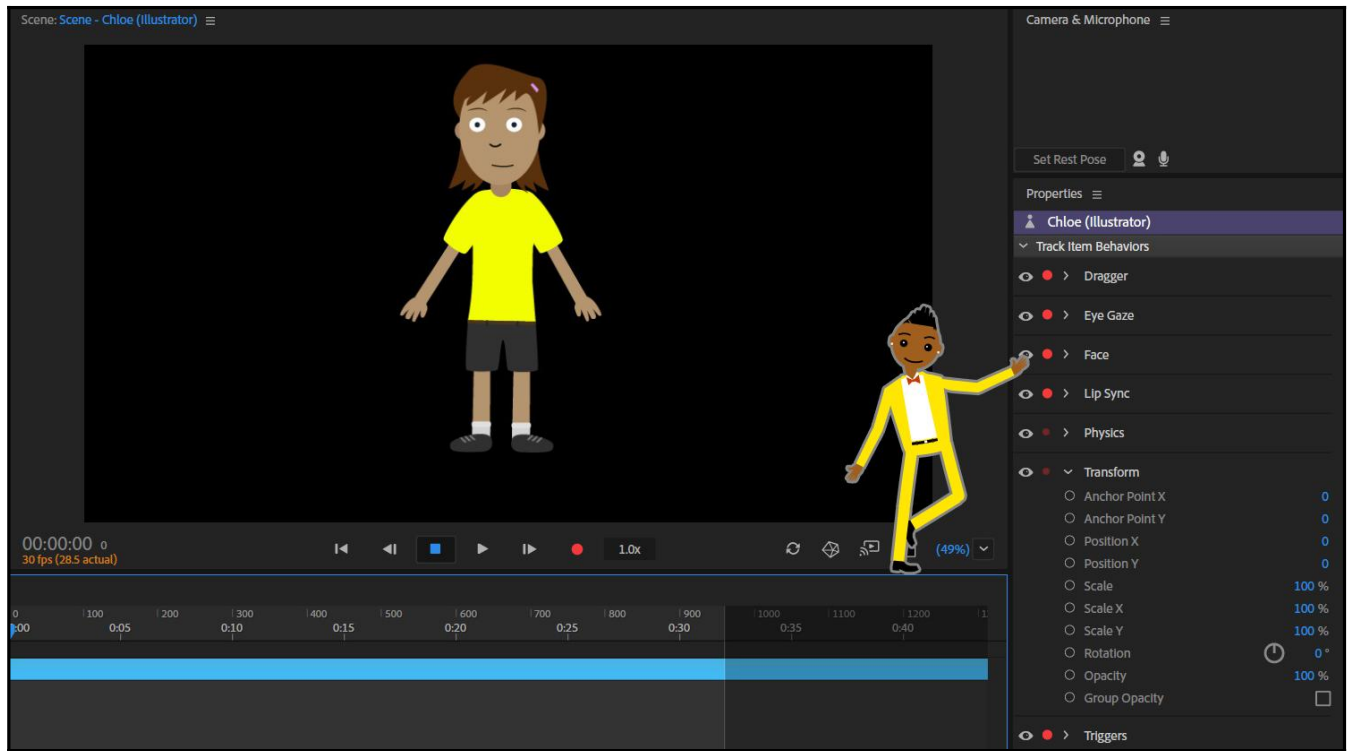 Scene: Scene - Chloe (Illustrator)
Camera & Microphone
Set Rest Pose
Properties
Chloe (Illustrator)
Track Item Behaviors
Dragger
Eye Gaze
Face
Lip Sync
Physics
Transform
Anchor Point X 0
Anchor Point Y 0
Position X 0
Position Y 0
Scale 100 %
Scale X 100 %
Scale Y 100 %
Rotation 0 °
Opacity 100 %
Group Opacity
Triggers
00:00:00 0
30 fps (28.5 actual)
1.0x
(49%)
0 100 200 300 400 500 600 700 800 900 1000 1100 1200 1
:00 0:05 0:10 0:15 0:20 0:25 0:30 0:35 0:40